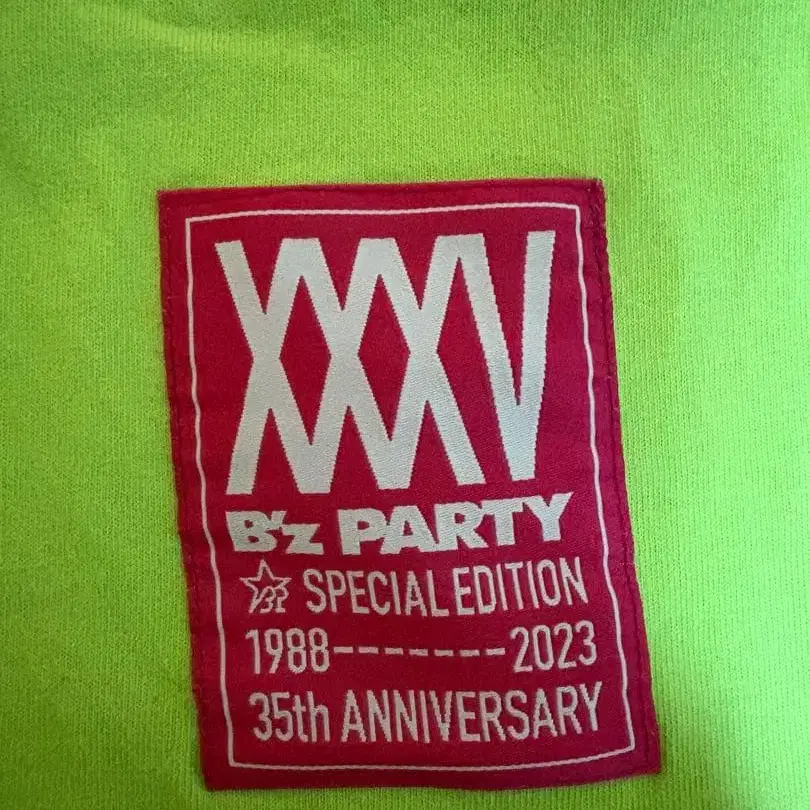 XXXV
B'z PARTY
SPECIAL EDITION
1988-------2023
35th ANNIVERSARY